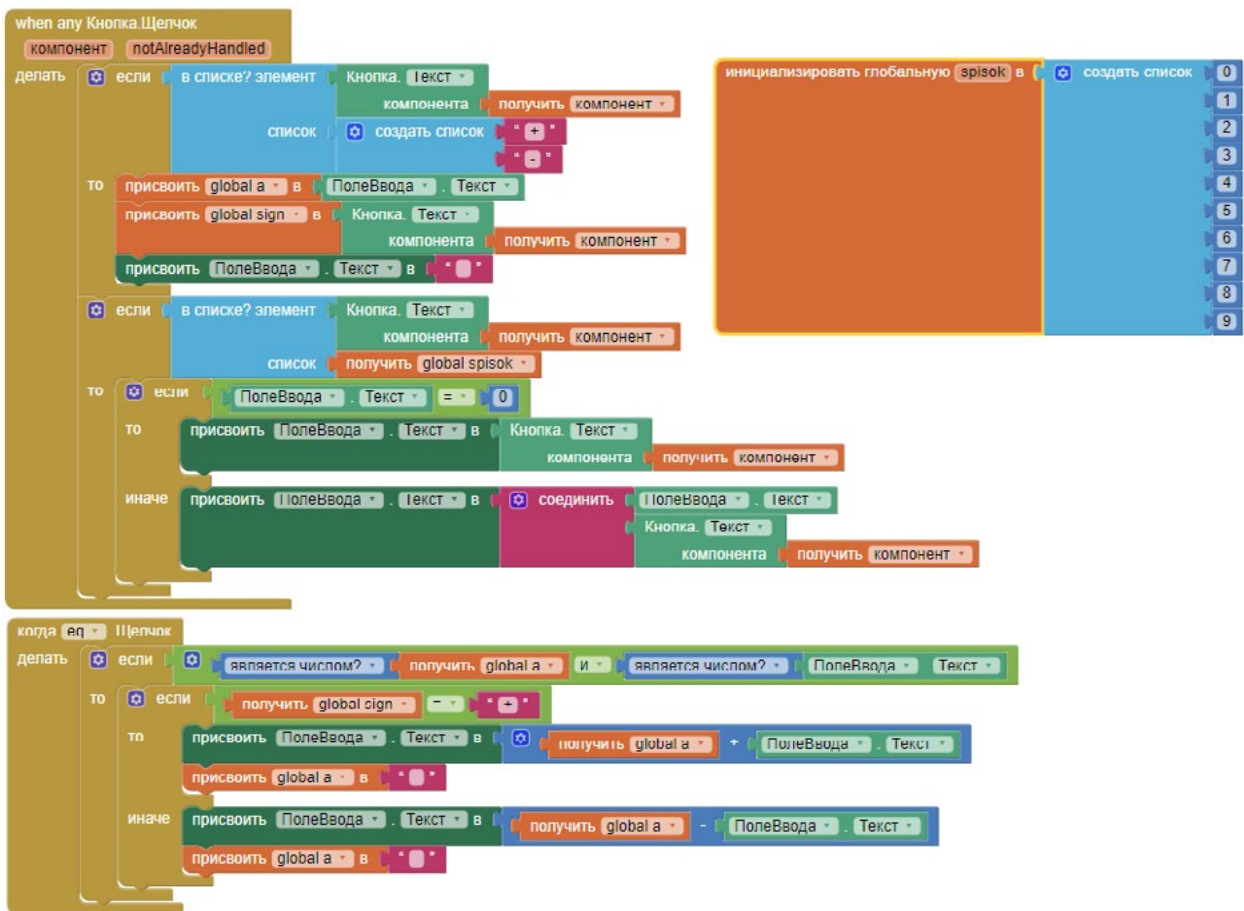 when any Кнопка.Щелчок
компонент notAlreadyHandled
делать если в списке? элемент Кнопка. Текст
компонента получить компонент
список создать список " + "
" - "
то присвоить global a в ПолеВвода . Текст
присвоить global sign в Кнопка. Текст
компонента получить компонент
присвоить ПолеВвода . Текст в " "
если в списке? элемент Кнопка. Текст
компонента получить компонент
список получить global spisok
то если ПолеВвода . Текст = 0
то присвоить ПолеВвода . Текст в Кнопка. Текст
компонента получить компонент
иначе присвоить ПолеВвода . Текст в соединить ПолеВвода . Текст
Кнопка. Текст
компонента получить компонент
инициализировать глобальную spisok в создать список 0
1
2
3
4
5
6
7
8
9
когда eq Щелчок
делать если является числом? получить global a и является числом? ПолеВвода Текст
то если получить global sign = " + "
то присвоить ПолеВвода . Текст в получить global a + ПолеВвода . Текст
присвоить global a в " "
иначе присвоить ПолеВвода . Текст в получить global a - ПолеВвода . Текст
присвоить global a в " "